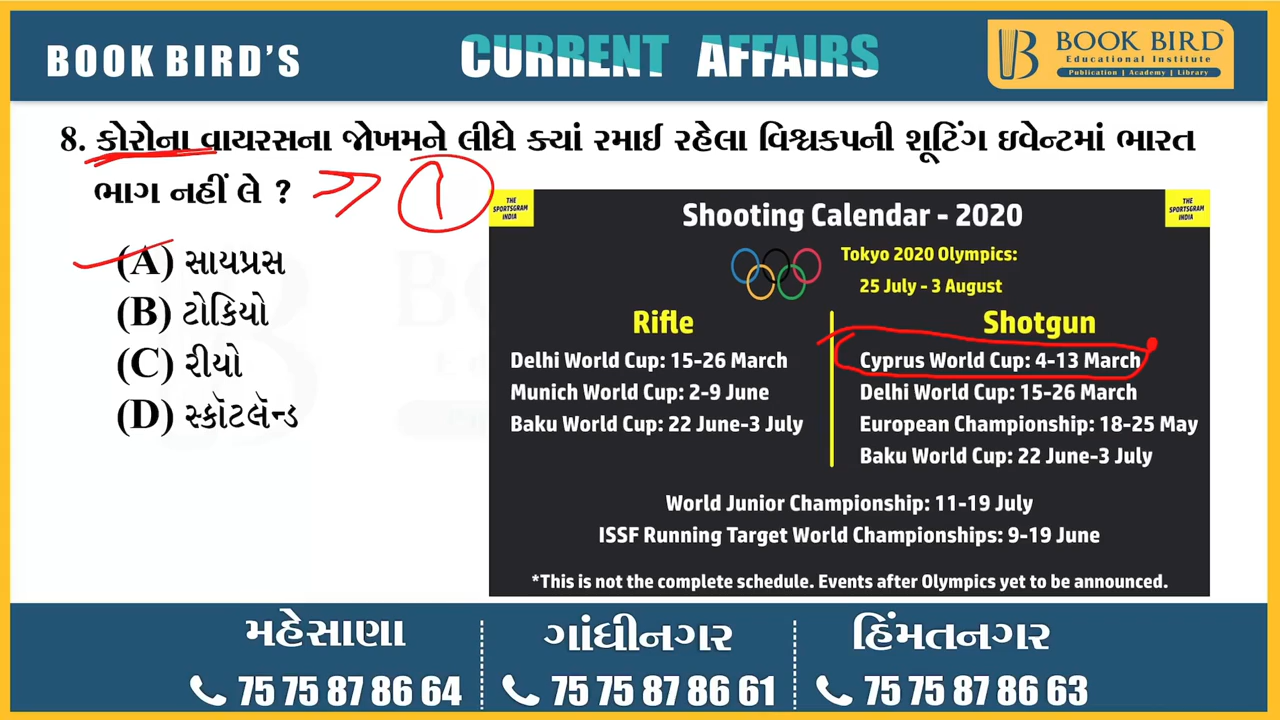 BOOK BIRD'S
CURRENT AFFAIRS
BOOK BIRD™
Educational Institute
Publication | Academy | Library
8. કોરોના વાયરસના જોખમને લીધે ક્યાં રમાઈ રહેલા વિશ્વકપની શૂટિંગ ઇવેન્ટમાં ભારત
ભાગ નહીં લે ?
1
(A) સાયપ્રસ
(B) ટોકિયો
(C) રીયો
(D) સ્કૉટલૅન્ડ
THE
SPORTSGRAM
INDIA
Shooting Calendar - 2020
THE
SPORTSGRAM
INDIA
Tokyo 2020 Olympics:
25 July - 3 August
Rifle
Delhi World Cup: 15-26 March
Munich World Cup: 2-9 June
Baku World Cup: 22 June-3 July
Shotgun
Cyprus World Cup: 4-13 March
Delhi World Cup: 15-26 March
European Championship: 18-25 May
Baku World Cup: 22 June-3 July
World Junior Championship: 11-19 July
ISSF Running Target World Championships: 9-19 June
*This is not the complete schedule. Events after Olympics yet to be announced.
મહેસાણા
75 75 87 86 64
ગાંધીનગર
75 75 87 86 61
હિંમતનગર
75 75 87 86 63